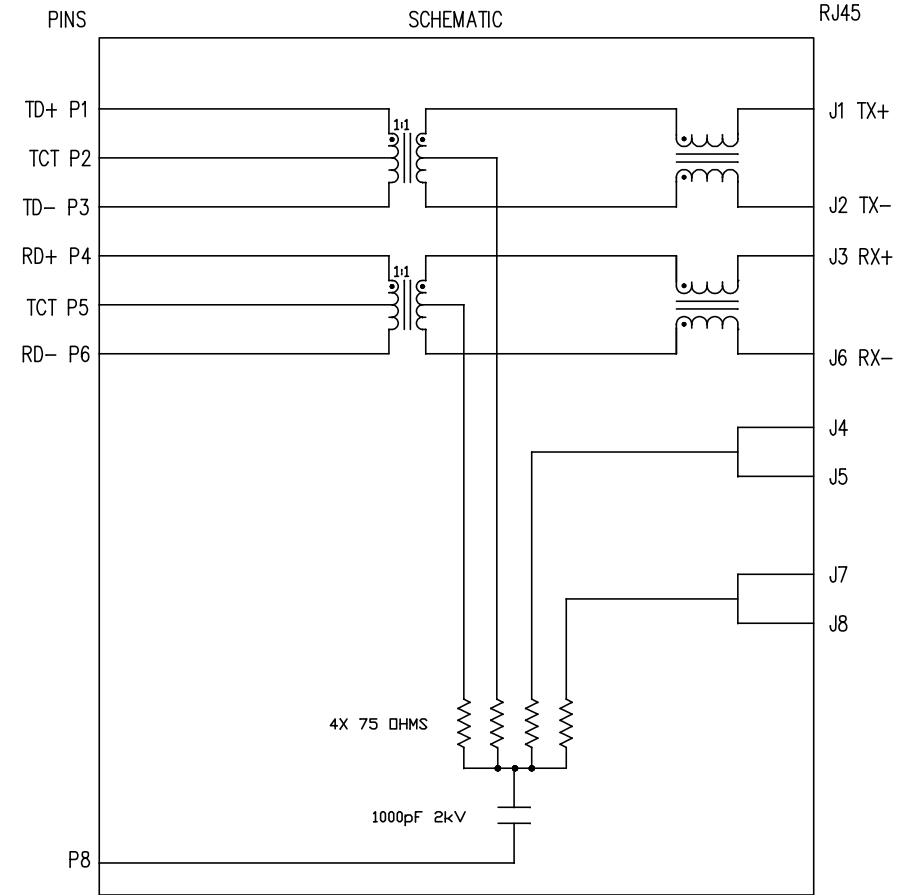 PINS SCHEMATIC RJ45
TD+ P1
1:1
J1 TX+
TCT P2
TD- P3
J2 TX-
RD+ P4
1:1
J3 RX+
TCT P5
RD- P6
J6 RX-
J4
J5
J7
J8
4X 75 OHMS
1000pF 2kV
P8